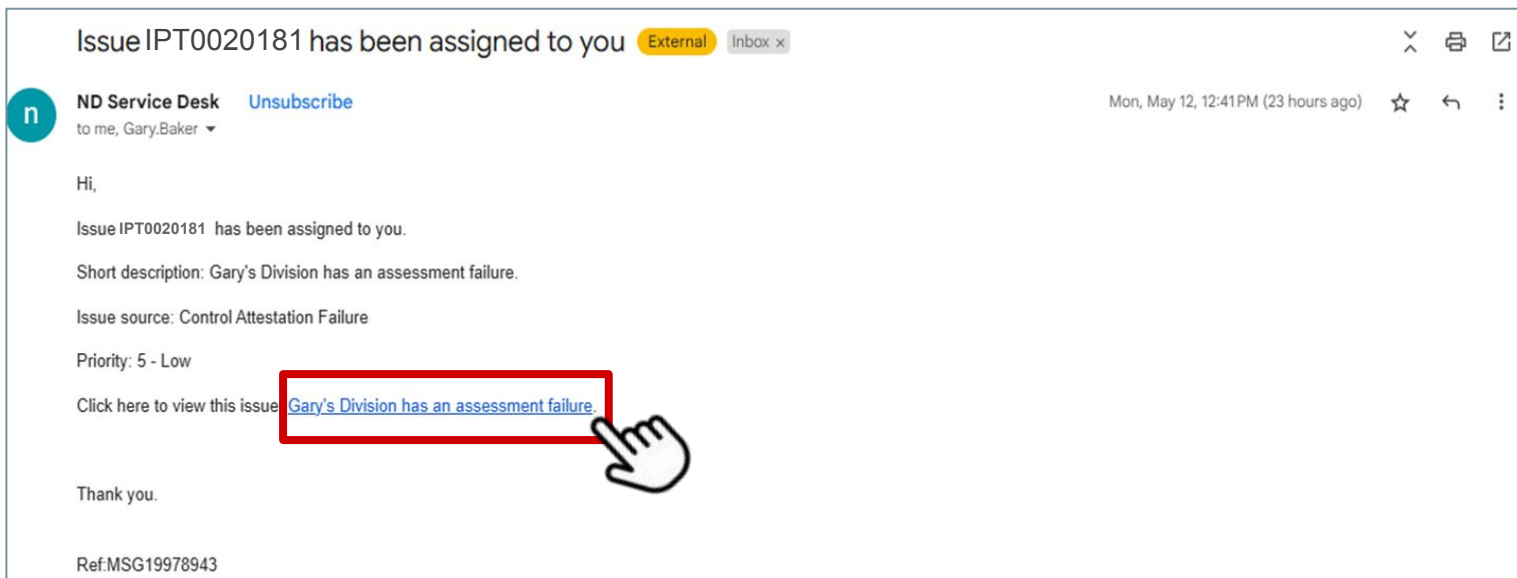 Issue IPT0020181 has been assigned to you External Inbox x
n
ND Service Desk Unsubscribe Mon, May 12, 12:41 PM (23 hours ago)
to me, Gary.Baker
Hi,
Issue IPT0020181 has been assigned to you.
Short description: Gary's Division has an assessment failure.
Issue source: Control Attestation Failure
Priority: 5 - Low
Click here to view this issue Gary's Division has an assessment failure.
Thank you.
Ref:MSG19978943